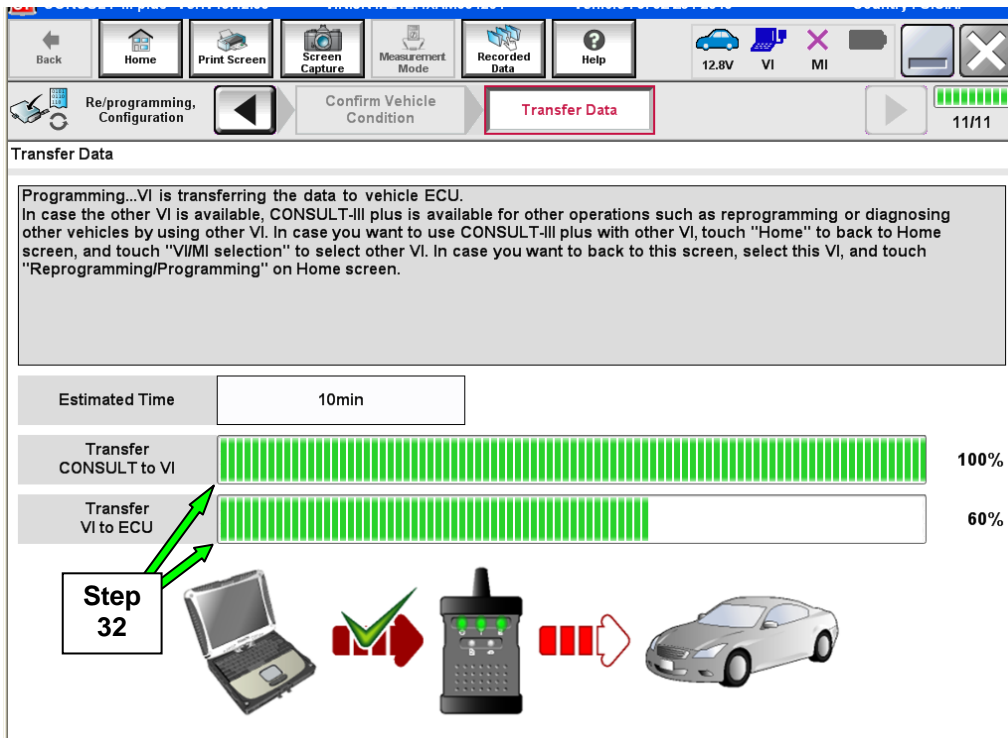 Back
Home
Print Screen
Screen
Capture
Measurement
Mode
Recorded
Data
Help
12.8V
VI
MI
Re/programming,
Configuration
Confirm Vehicle
Condition
Transfer Data
11/11
Transfer Data
Programming...VI is transferring the data to vehicle ECU.
In case the other VI is available, CONSULT-III plus is available for other operations such as reprogramming or diagnosing
other vehicles by using other VI. In case you want to use CONSULT-III plus with other VI, touch "Home" to back to Home
screen, and touch "VI/MI selection" to select other VI. In case you want to back to this screen, select this VI, and touch
"Reprogramming/Programming" on Home screen.
Estimated Time
10min
Transfer
CONSULT to VI
100%
Transfer
VI to ECU
60%
Step
32